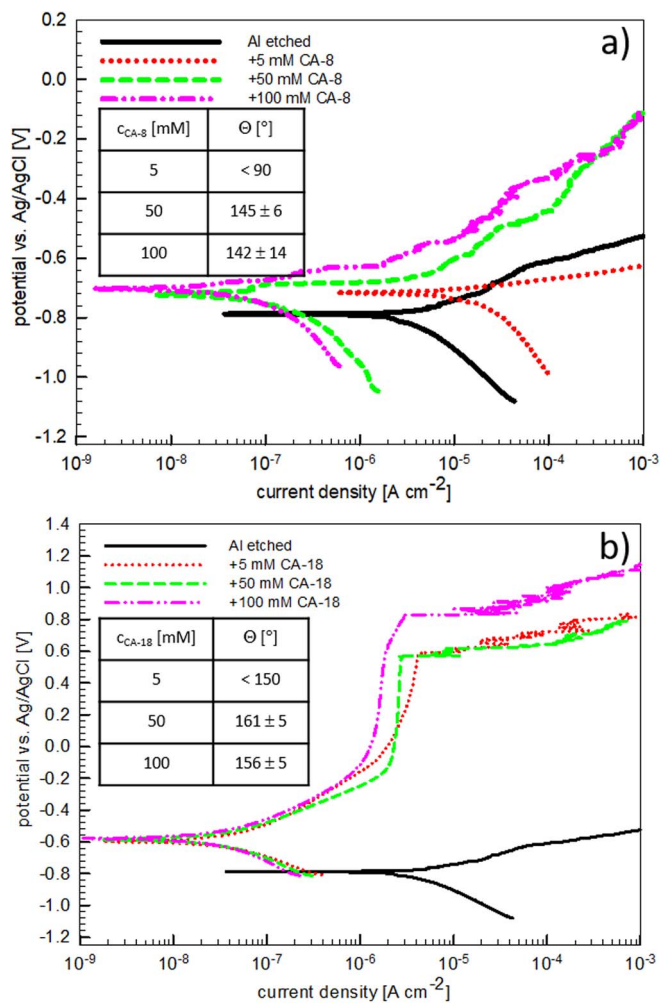 a)
Al etched
+5 mM CA-8
+50 mM CA-8
+100 mM CA-8
c_CA-8 [mM] Θ [°]
5 < 90
50 145 ± 6
100 142 ± 14
potential vs. Ag/AgCl [V]
0.2
0.0
-0.2
-0.4
-0.6
-0.8
-1.0
-1.2
10⁻⁹ 10⁻⁸ 10⁻⁷ 10⁻⁶ 10⁻⁵ 10⁻⁴ 10⁻³
current density [A cm⁻²]
b)
Al etched
+5 mM CA-18
+50 mM CA-18
+100 mM CA-18
c_CA-18 [mM] Θ [°]
5 < 150
50 161 ± 5
100 156 ± 5
potential vs. Ag/AgCl [V]
1.4
1.2
1.0
0.8
0.6
0.4
0.2
0.0
-0.2
-0.4
-0.6
-0.8
-1.0
-1.2
10⁻⁹ 10⁻⁸ 10⁻⁷ 10⁻⁶ 10⁻⁵ 10⁻⁴ 10⁻³
current density [A cm⁻²]